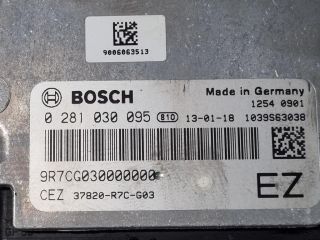 9006063513
BOSCH
Made in Germany
1254 0901
0 281 030 095 810 13-01-18 1039S63038
9R7CG030000000
CEZ 37820-R7C-G03
EZ